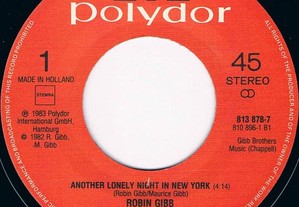 polydor
1
MADE IN HOLLAND
STEMRA
45
STEREO
℗ 1983 Polydor
International GmbH,
Hamburg
© 1982 R. Gibb,
M. Gibb
813 878-7
810 896-1 B1
Gibb Brothers
Music (Chappell)
ANOTHER LONELY NIGHT IN NEW YORK (4:14)
(Robin Gibb/Maurice Gibb)
ROBIN GIBB